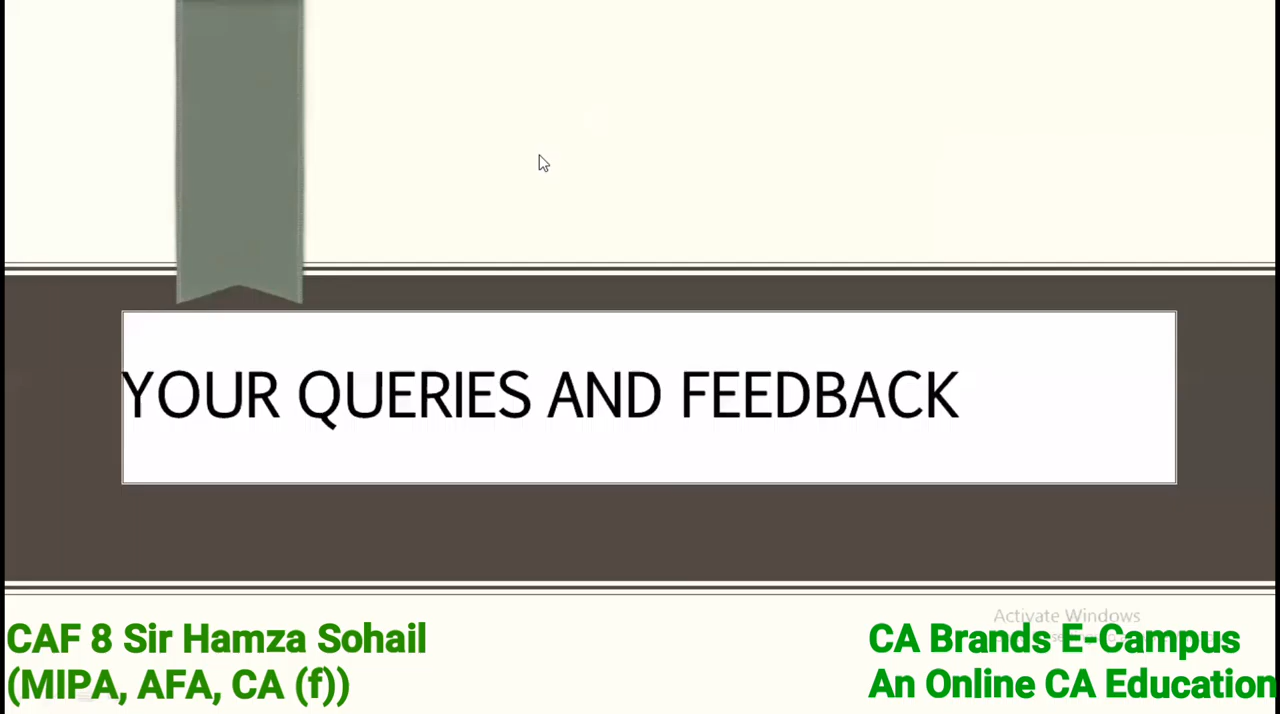 YOUR QUERIES AND FEEDBACK
Activate Windows
CAF 8 Sir Hamza Sohail
(MIPA, AFA, CA (f))
CA Brands E-Campus
An Online CA Education